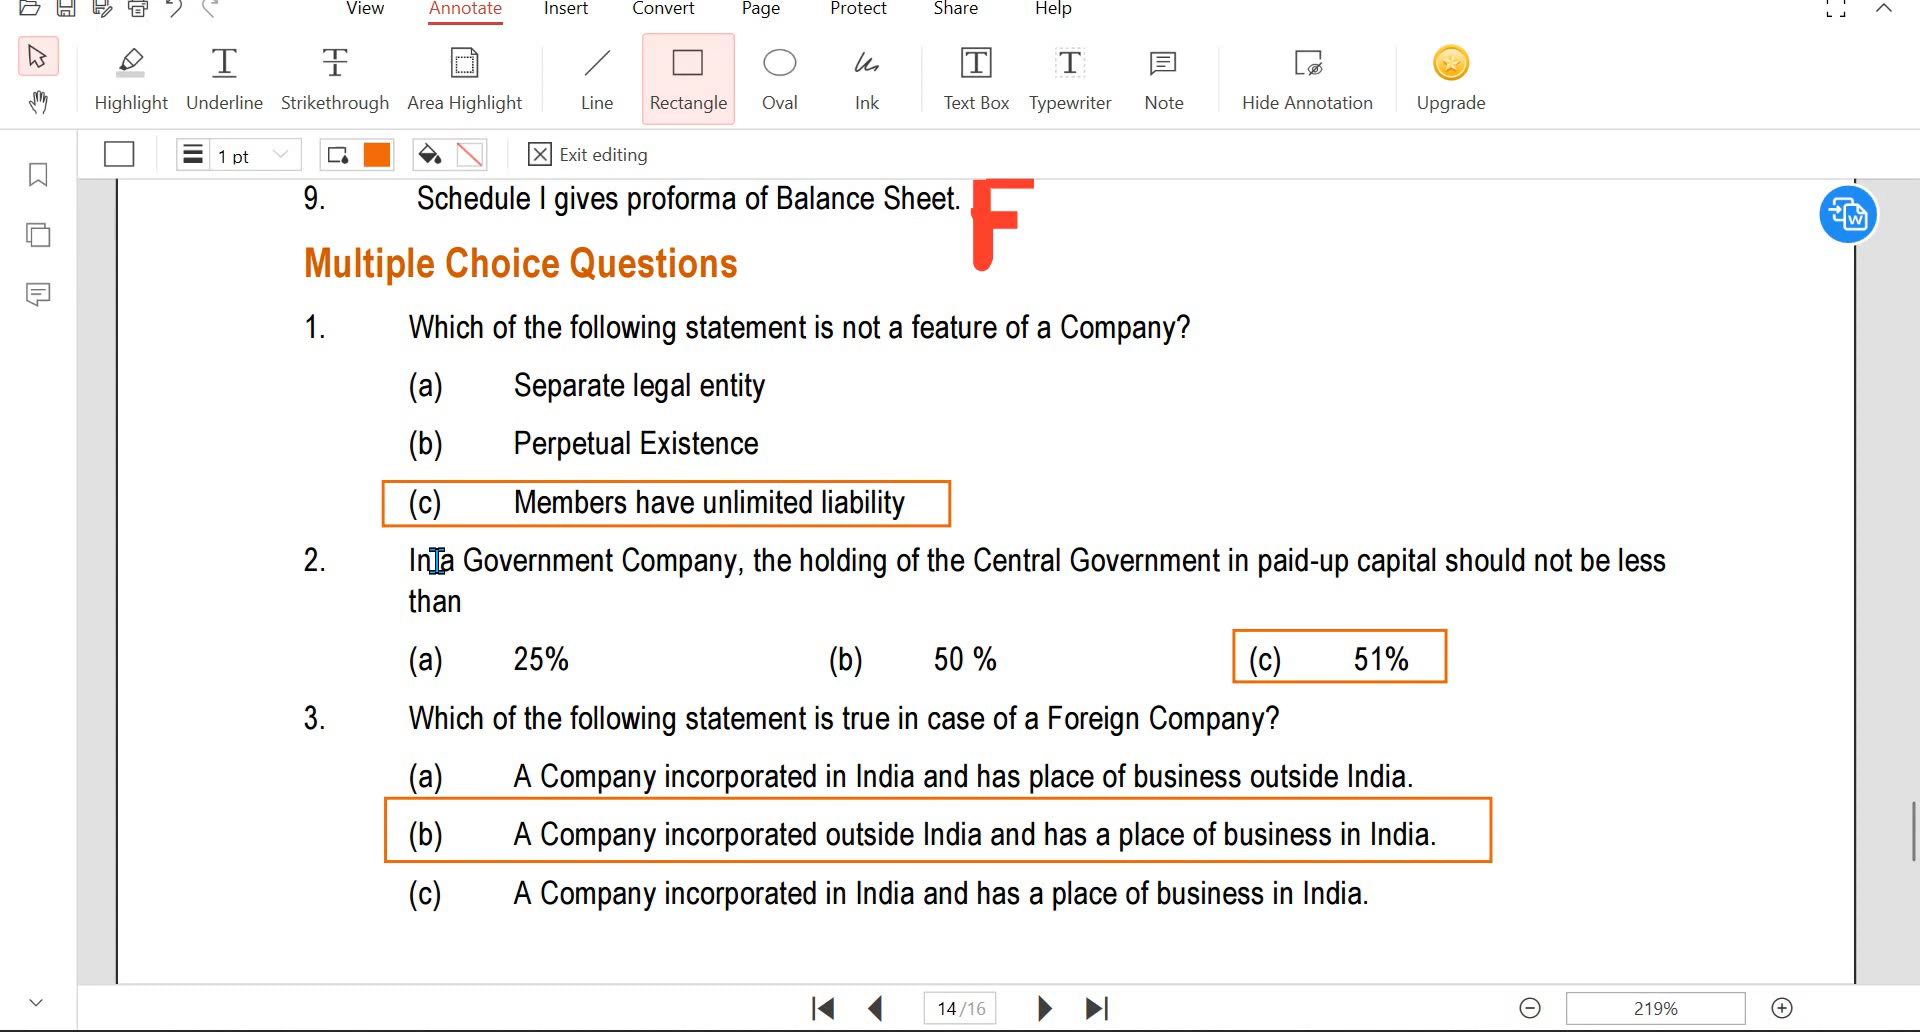 View Annotate Insert Convert Page Protect Share Help
Highlight Underline Strikethrough Area Highlight Line Rectangle Oval Ink Text Box Typewriter Note Hide Annotation Upgrade
1 pt Exit editing
9. Schedule I gives proforma of Balance Sheet. F
Multiple Choice Questions
1. Which of the following statement is not a feature of a Company?
(a) Separate legal entity
(b) Perpetual Existence
(c) Members have unlimited liability
2. In a Government Company, the holding of the Central Government in paid-up capital should not be less
than
(a) 25% (b) 50 % (c) 51%
3. Which of the following statement is true in case of a Foreign Company?
(a) A Company incorporated in India and has place of business outside India.
(b) A Company incorporated outside India and has a place of business in India.
(c) A Company incorporated in India and has a place of business in India.
14/16 219%